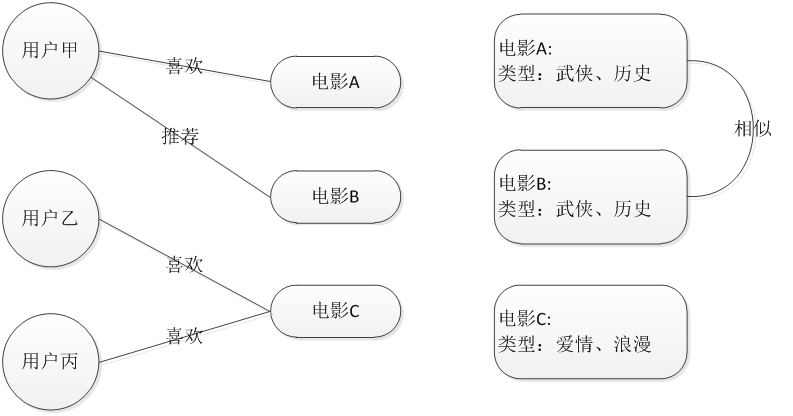 用户甲
喜欢
电影A
推荐
电影B
用户乙
喜欢
电影C
喜欢
用户丙
电影A:
类型：武侠、历史
相似
电影B:
类型：武侠、历史
电影C:
类型：爱情、浪漫